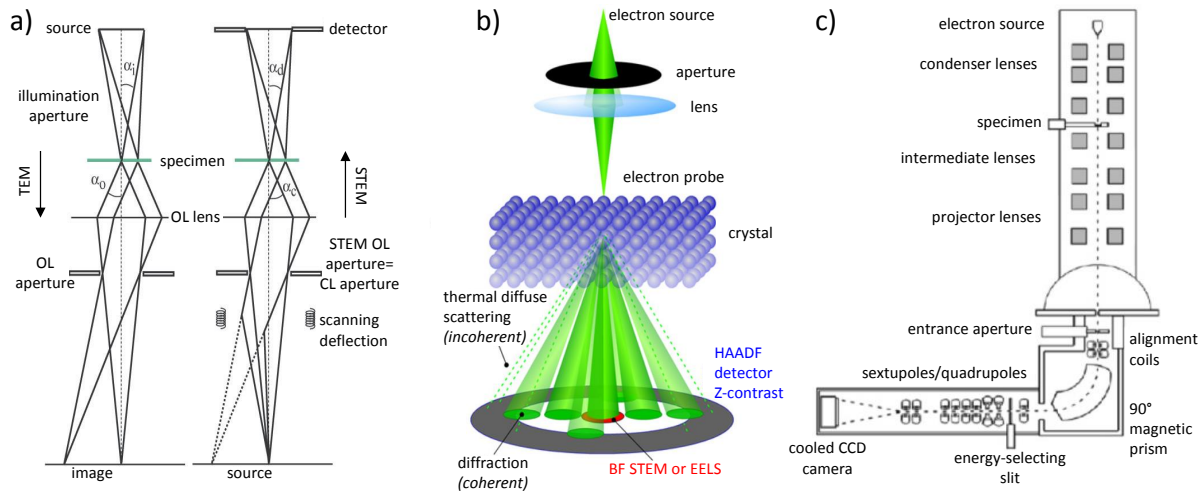 a)
source
detector
αi
αd
illumination
aperture
TEM
specimen
STEM
αo
αc
OL lens
OL
aperture
STEM OL
aperture=
CL aperture
scanning
deflection
image
source
b)
electron source
aperture
lens
electron probe
crystal
thermal diffuse
scattering
(incoherent)
HAADF
detector
Z-contrast
diffraction
(coherent)
BF STEM or EELS
c)
electron source
condenser lenses
specimen
intermediate lenses
projector lenses
entrance aperture
alignment
coils
sextupoles/quadrupoles
90°
magnetic
prism
cooled CCD
camera
energy-selecting
slit